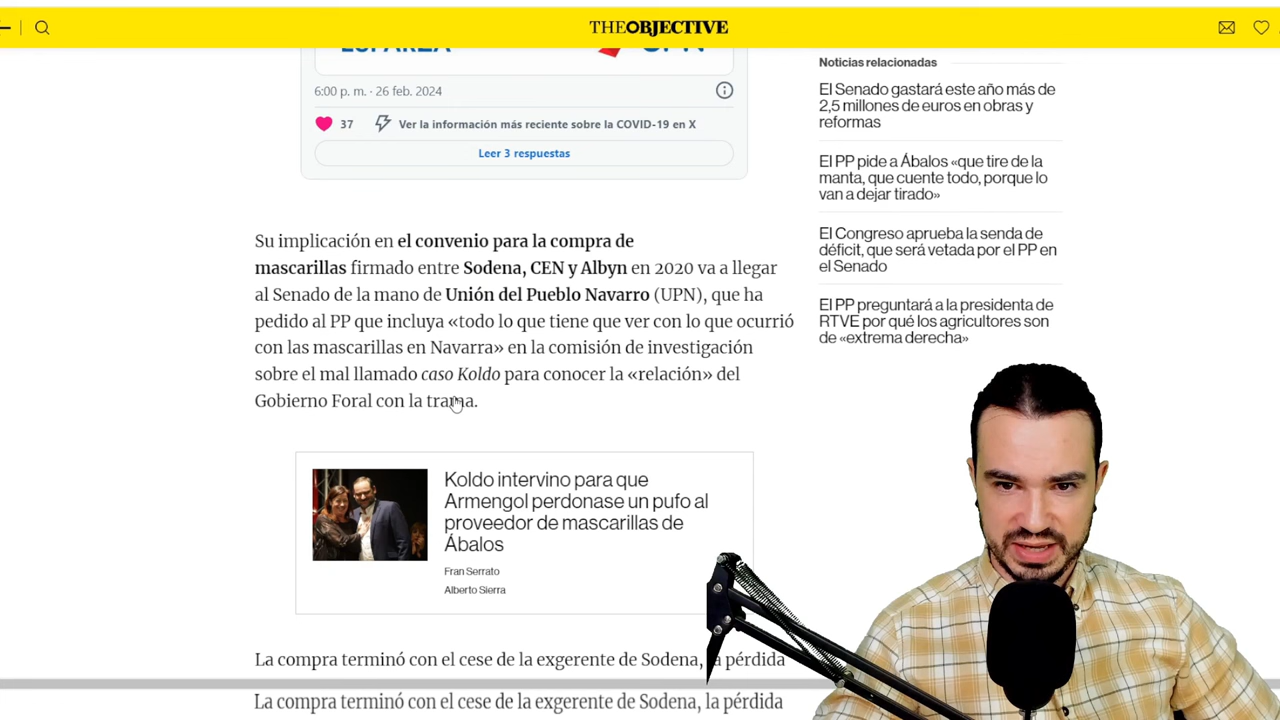 THEOBJECTIVE
6:00 p. m. · 26 feb. 2024
37
Ver la información más reciente sobre la COVID-19 en X
Leer 3 respuestas
Su implicación en el convenio para la compra de
mascarillas firmado entre Sodena, CEN y Albyn en 2020 va a llegar
al Senado de la mano de Unión del Pueblo Navarro (UPN), que ha
pedido al PP que incluya «todo lo que tiene que ver con lo que ocurrió
con las mascarillas en Navarra» en la comisión de investigación
sobre el mal llamado caso Koldo para conocer la «relación» del
Gobierno Foral con la trama.
Koldo intervino para que
Armengol perdonase un pufo al
proveedor de mascarillas de
Ábalos
Fran Serrato
Alberto Sierra
La compra terminó con el cese de la exgerente de Sodena, la pérdida
La compra terminó con el cese de la exgerente de Sodena, la pérdida
Noticias relacionadas
El Senado gastará este año más de
2,5 millones de euros en obras y
reformas
El PP pide a Ábalos «que tire de la
manta, que cuente todo, porque lo
van a dejar tirado»
El Congreso aprueba la senda de
déficit, que será vetada por el PP en
el Senado
El PP preguntará a la presidenta de
RTVE por qué los agricultores son
de «extrema derecha»